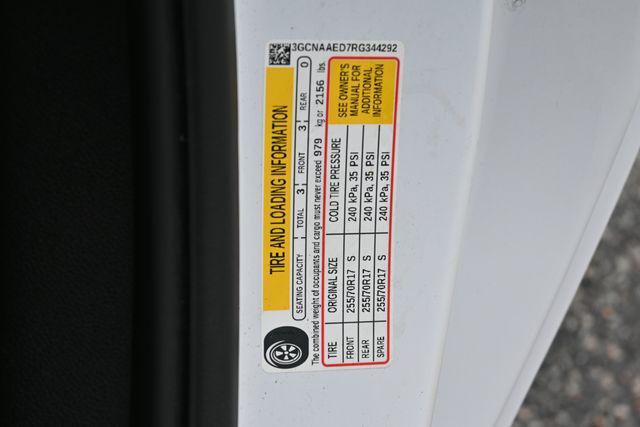 3GCNAAED7RG344292
TIRE AND LOADING INFORMATION
SEATING CAPACITY TOTAL 3 FRONT 3 REAR 0
The combined weight of occupants and cargo must never exceed 979 kg or 2156 lbs.
TIRE ORIGINAL SIZE COLD TIRE PRESSURE
FRONT 255/70R17 S 240 kPa, 35 PSI
REAR 255/70R17 S 240 kPa, 35 PSI
SPARE 255/70R17 S 240 kPa, 35 PSI
SEE OWNER'S
MANUAL FOR
ADDITIONAL
INFORMATION